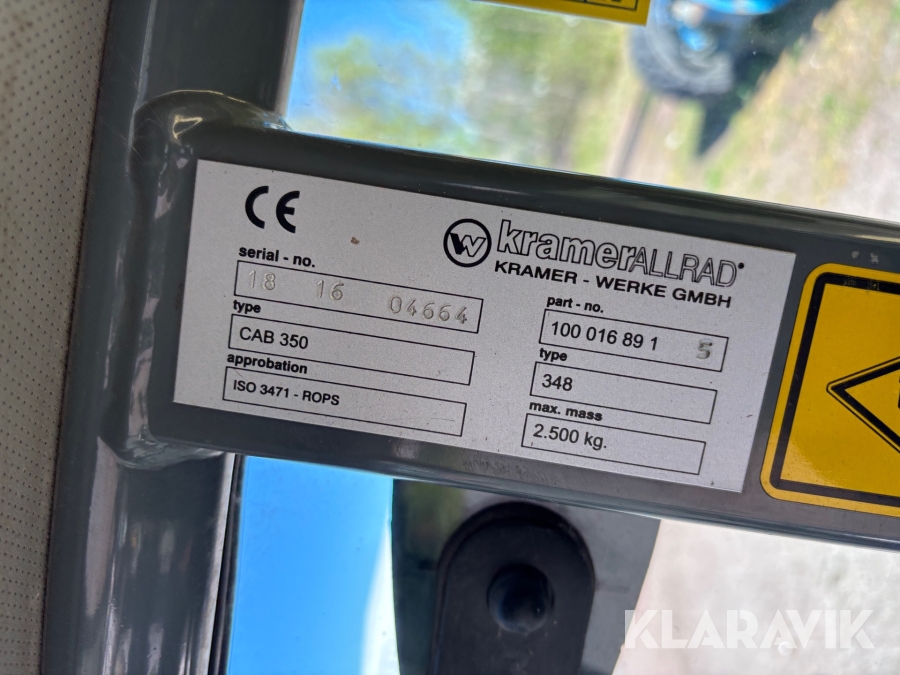 CE
W kramerALLRAD
KRAMER - WERKE GMBH
serial - no.
18 16 04664
type
CAB 350
approbation
ISO 3471 - ROPS
part - no.
100 016 89 1 5
type
348
max. mass
2.500 kg.
KLARAVIK